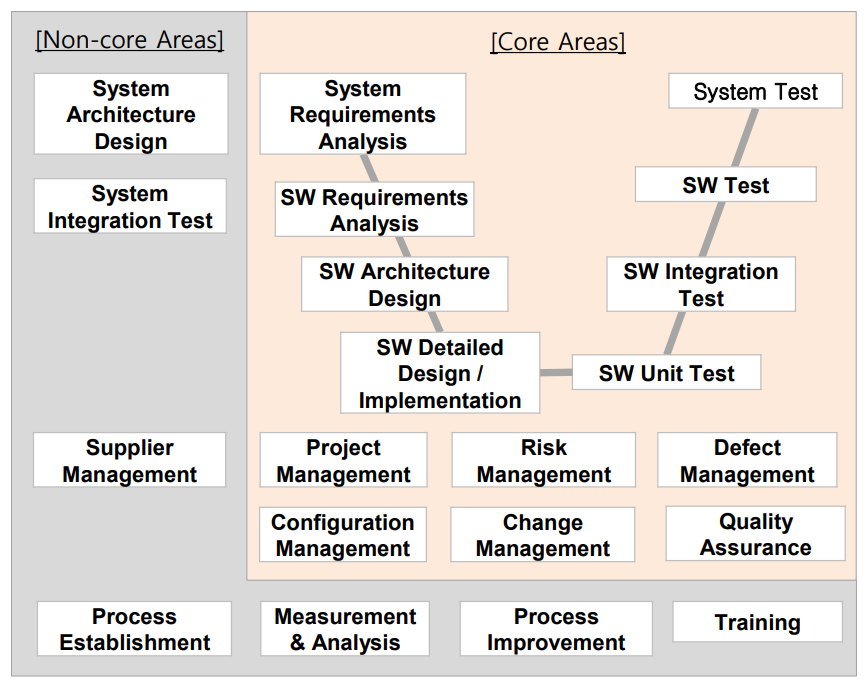 [Non-core Areas]
[Core Areas]
System
Architecture
Design
System
Requirements
Analysis
System Test
System
Integration Test
SW Requirements
Analysis
SW Test
SW Architecture
Design
SW Integration
Test
SW Detailed
Design /
Implementation
SW Unit Test
Supplier
Management
Project
Management
Risk
Management
Defect
Management
Configuration
Management
Change
Management
Quality
Assurance
Process
Establishment
Measurement
& Analysis
Process
Improvement
Training